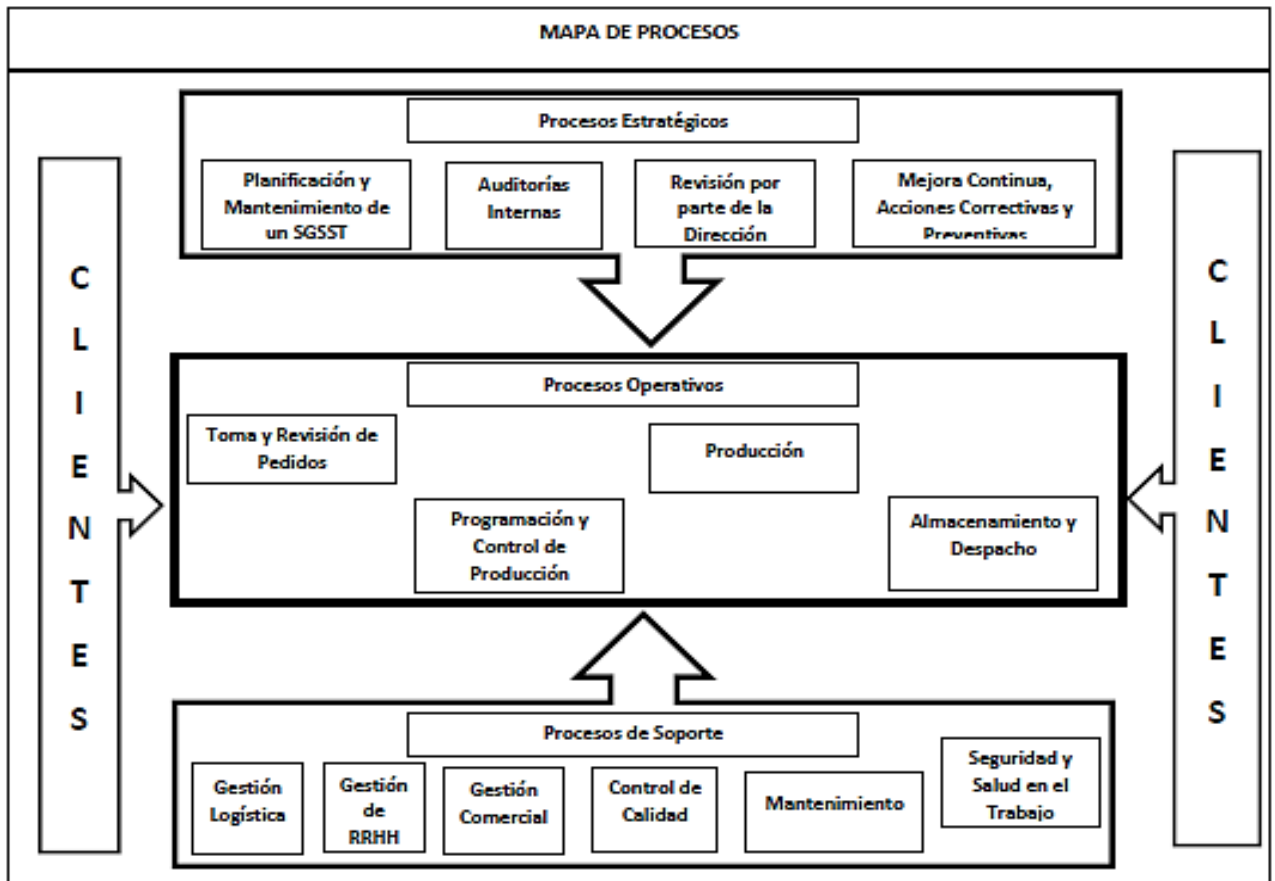 MAPA DE PROCESOS
Procesos Estratégicos
Planificación y
Mantenimiento de
un SGSST
Auditorías
Internas
Revisión por
parte de la
Dirección
Mejora Continua,
Acciones Correctivas y
Preventivas
C
L
I
E
N
T
E
S
Procesos Operativos
Toma y Revisión de
Pedidos
Programación y
Control de
Producción
Producción
Almacenamiento y
Despacho
C
L
I
E
N
T
E
S
Procesos de Soporte
Gestión
Logística
Gestión
de
RRHH
Gestión
Comercial
Control de
Calidad
Mantenimiento
Seguridad y
Salud en el
Trabajo